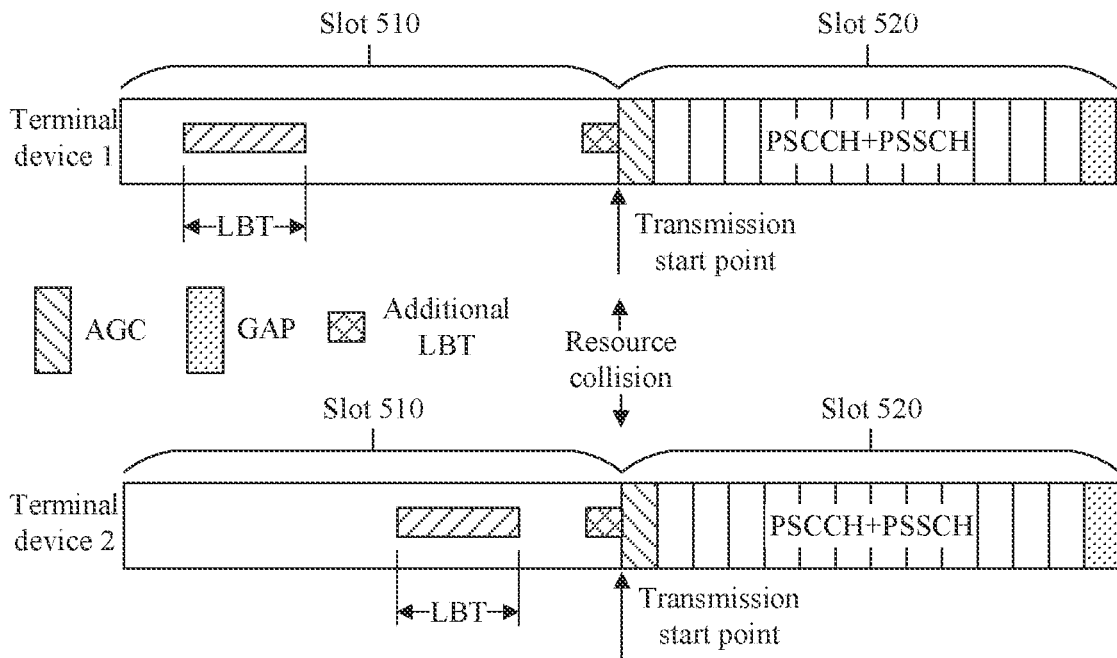 Slot 510 Slot 520
Terminal
device 1
PSCCH+PSSCH
LBT
Transmission
start point
AGC
GAP
Additional
LBT
Resource
collision
Slot 510 Slot 520
Terminal
device 2
PSCCH+PSSCH
LBT
Transmission
start point